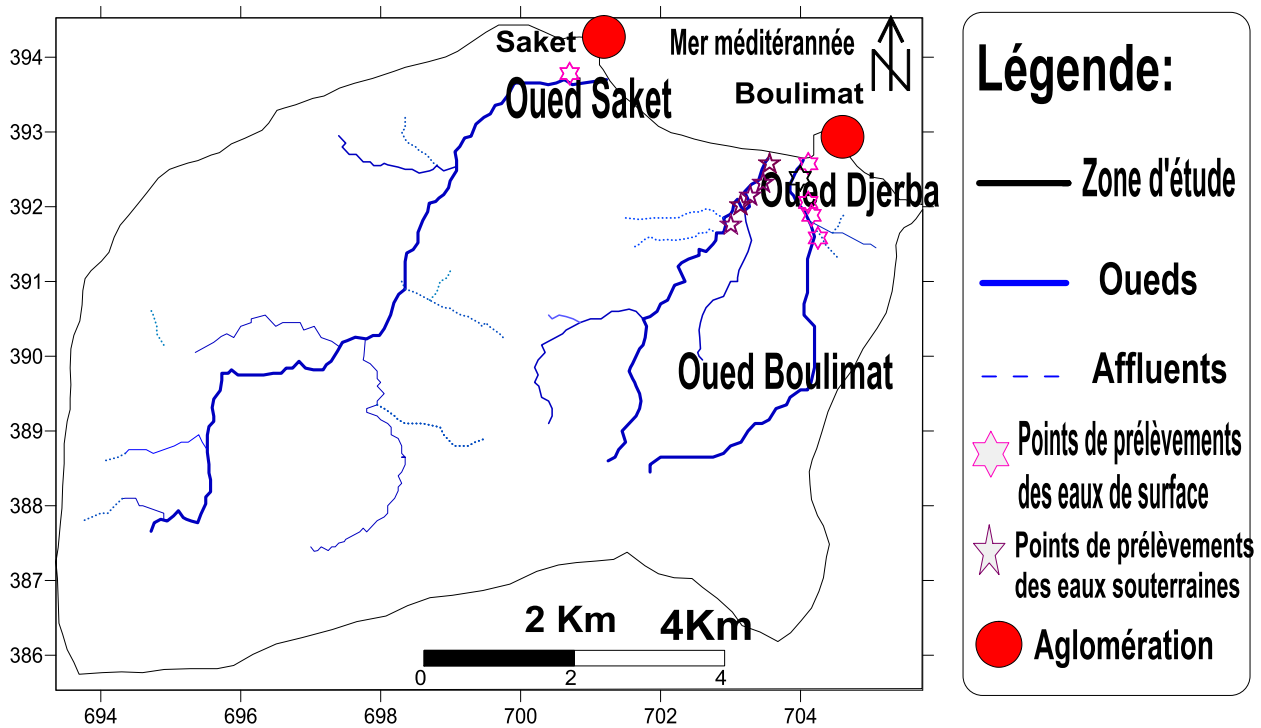 394
393
392
391
390
389
388
387
386
694
696
698
700
702
704
Saket
Mer méditérannée
N
Boulimat
Oued Saket
Oued Djerba
Oued Boulimat
2 Km
4Km
0
2
4
Légende:
Zone d'étude
Oueds
Affluents
Points de prélèvements
des eaux de surface
Points de prélèvements
des eaux souterraines
Aglomération